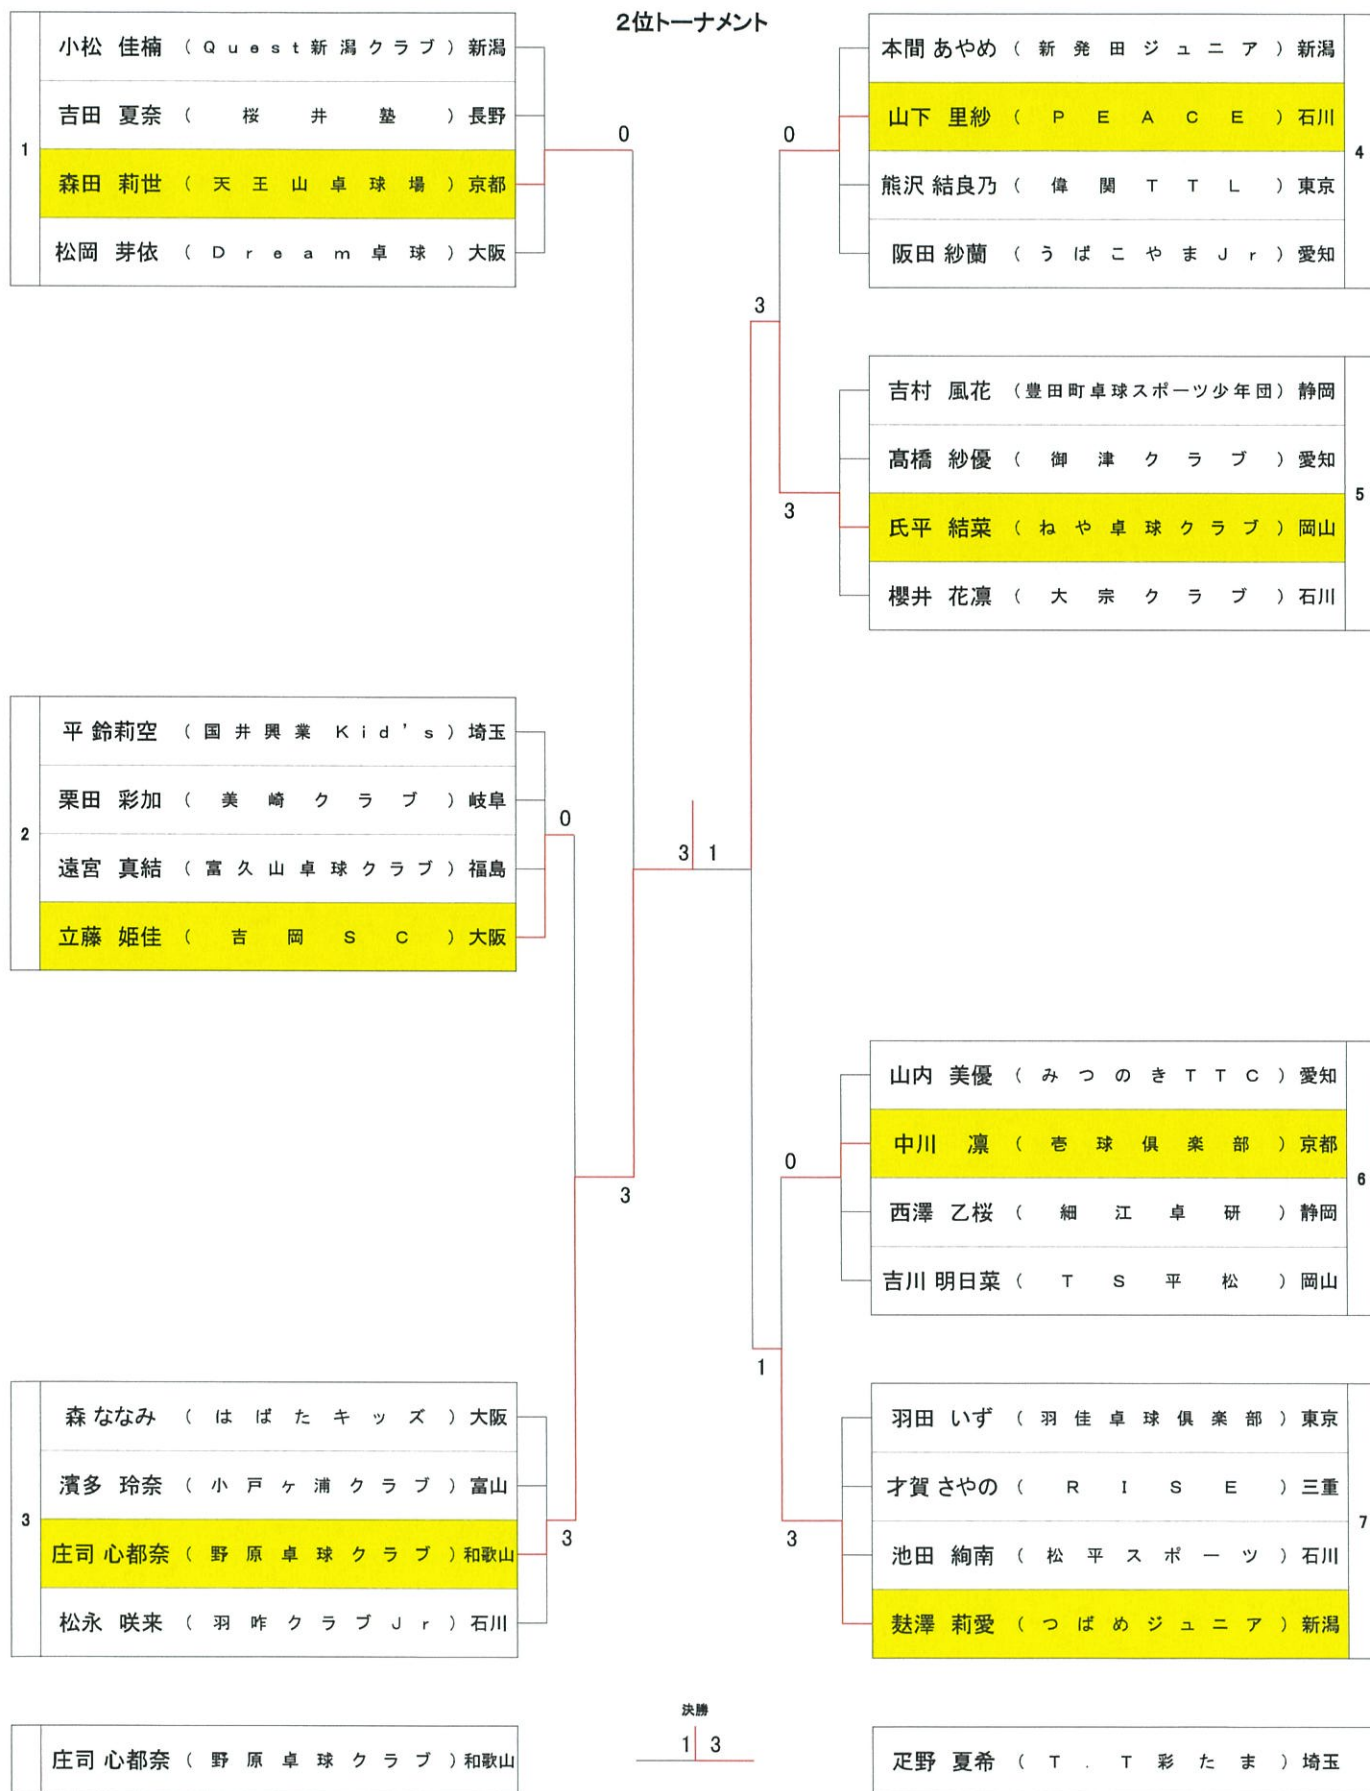 2位トーナメント
1
小松 佳楠 (Quest新潟クラブ) 新潟
吉田 夏奈 (桜井塾) 長野
森田 莉世 (天王山卓球場) 京都
松岡 芽依 (Dream卓球) 大阪
0
2
平 鈴莉空 (国井興業Kid's) 埼玉
栗田 彩加 (美崎クラブ) 岐阜
遠宮 真結 (富久山卓球クラブ) 福島
立藤 姫佳 (吉岡SC) 大阪
0
3
森 ななみ (はばたキッズ) 大阪
濱多 玲奈 (小戸ヶ浦クラブ) 富山
庄司 心都奈 (野原卓球クラブ) 和歌山
松永 咲来 (羽咋クラブJr) 石川
3
3
3 1
本間 あやめ (新発田ジュニア) 新潟
山下 里紗 (PEACE) 石川
熊沢 結良乃 (偉関TTL) 東京
阪田 紗蘭 (うばこやまJr) 愛知
4
0
3
吉村 風花 (豊田町卓球スポーツ少年団) 静岡
髙橋 紗優 (御津クラブ) 愛知
氏平 結菜 (ねや卓球クラブ) 岡山
櫻井 花凛 (大宗クラブ) 石川
5
3
山内 美優 (みつのきTTC) 愛知
中川 凛 (壱球倶楽部) 京都
西澤 乙桜 (細江卓研) 静岡
吉川 明日菜 (TS平松) 岡山
6
0
1
羽田 いず (羽佳卓球倶楽部) 東京
才賀 さやの (RISE) 三重
池田 絢南 (松平スポーツ) 石川
麸澤 莉愛 (つばめジュニア) 新潟
7
3
決勝
庄司 心都奈 (野原卓球クラブ) 和歌山
1 3
疋野 夏希 (T.T彩たま) 埼玉